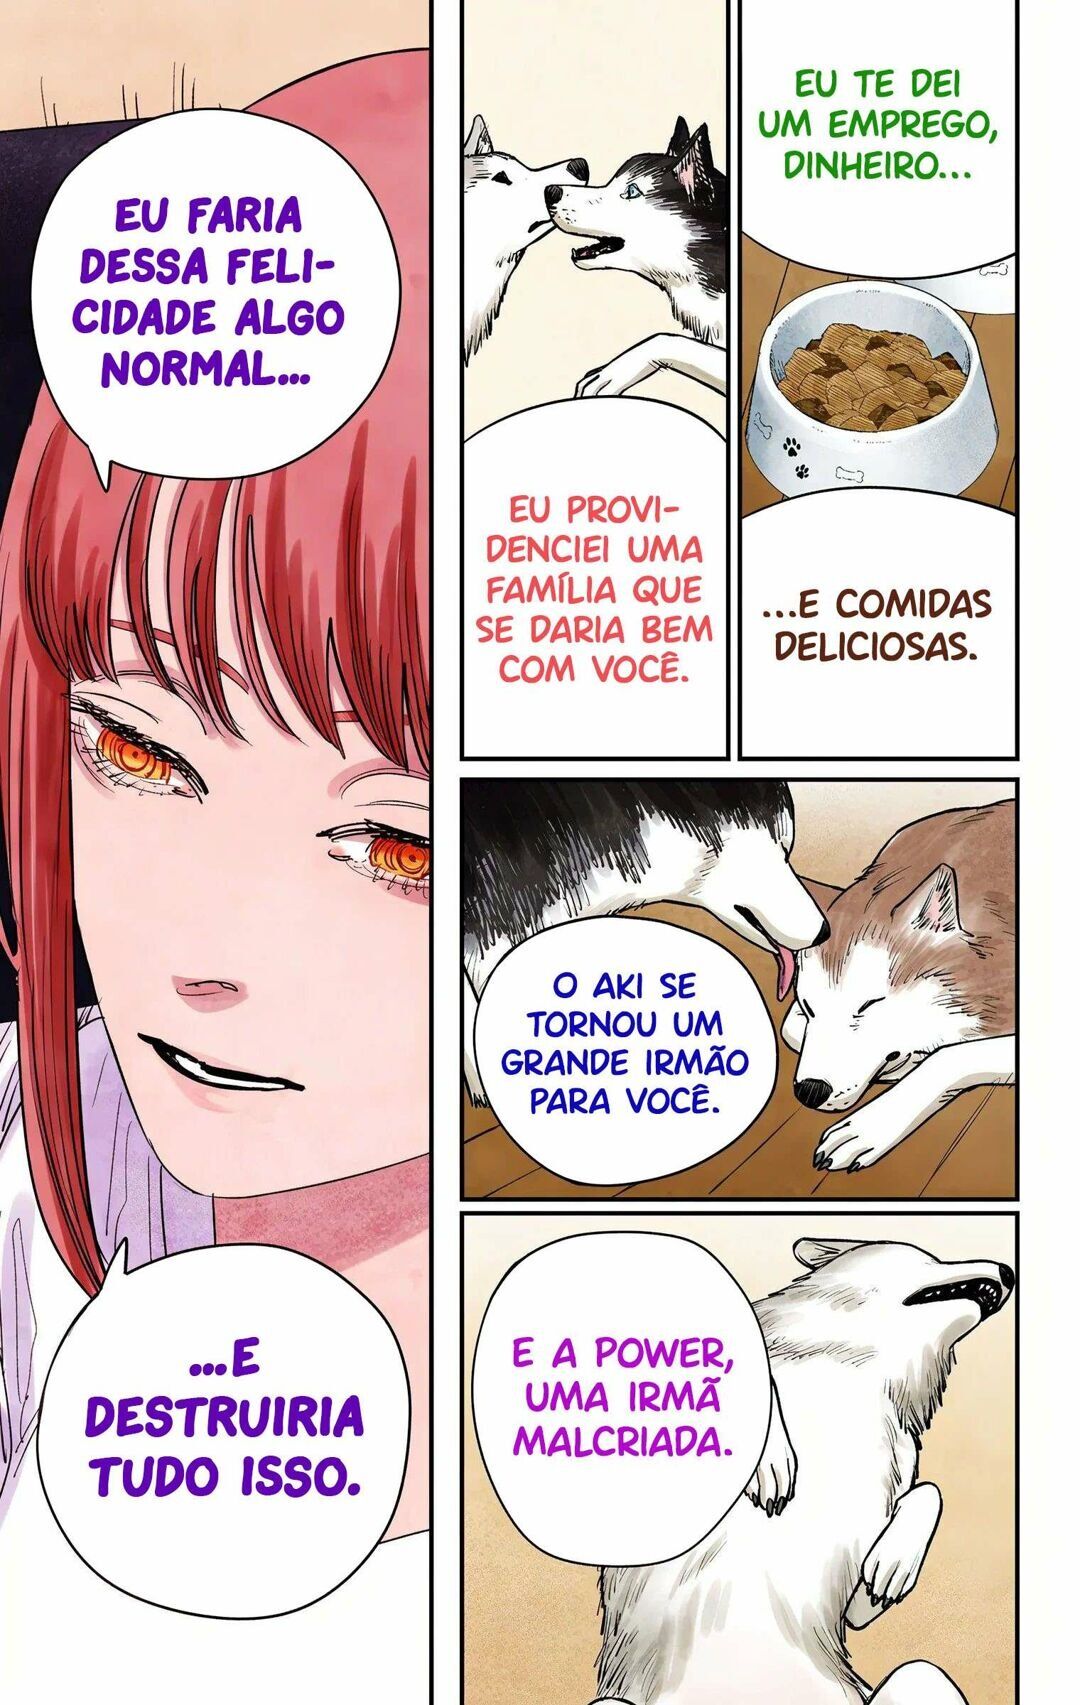 EU TE DEI
UM EMPREGO,
DINHEIRO...
...E COMIDAS
DELICIOSAS.
EU PROVI-
DENCIEI UMA
FAMÍLIA QUE
SE DARIA BEM
COM VOCÊ.
O AKI SE
TORNOU UM
GRANDE IRMÃO
PARA VOCÊ.
E A POWER,
UMA IRMÃ
MALCRIADA.
EU FARIA
DESSA FELI-
CIDADE ALGO
NORMAL...
...E
DESTRUIRIA
TUDO ISSO.